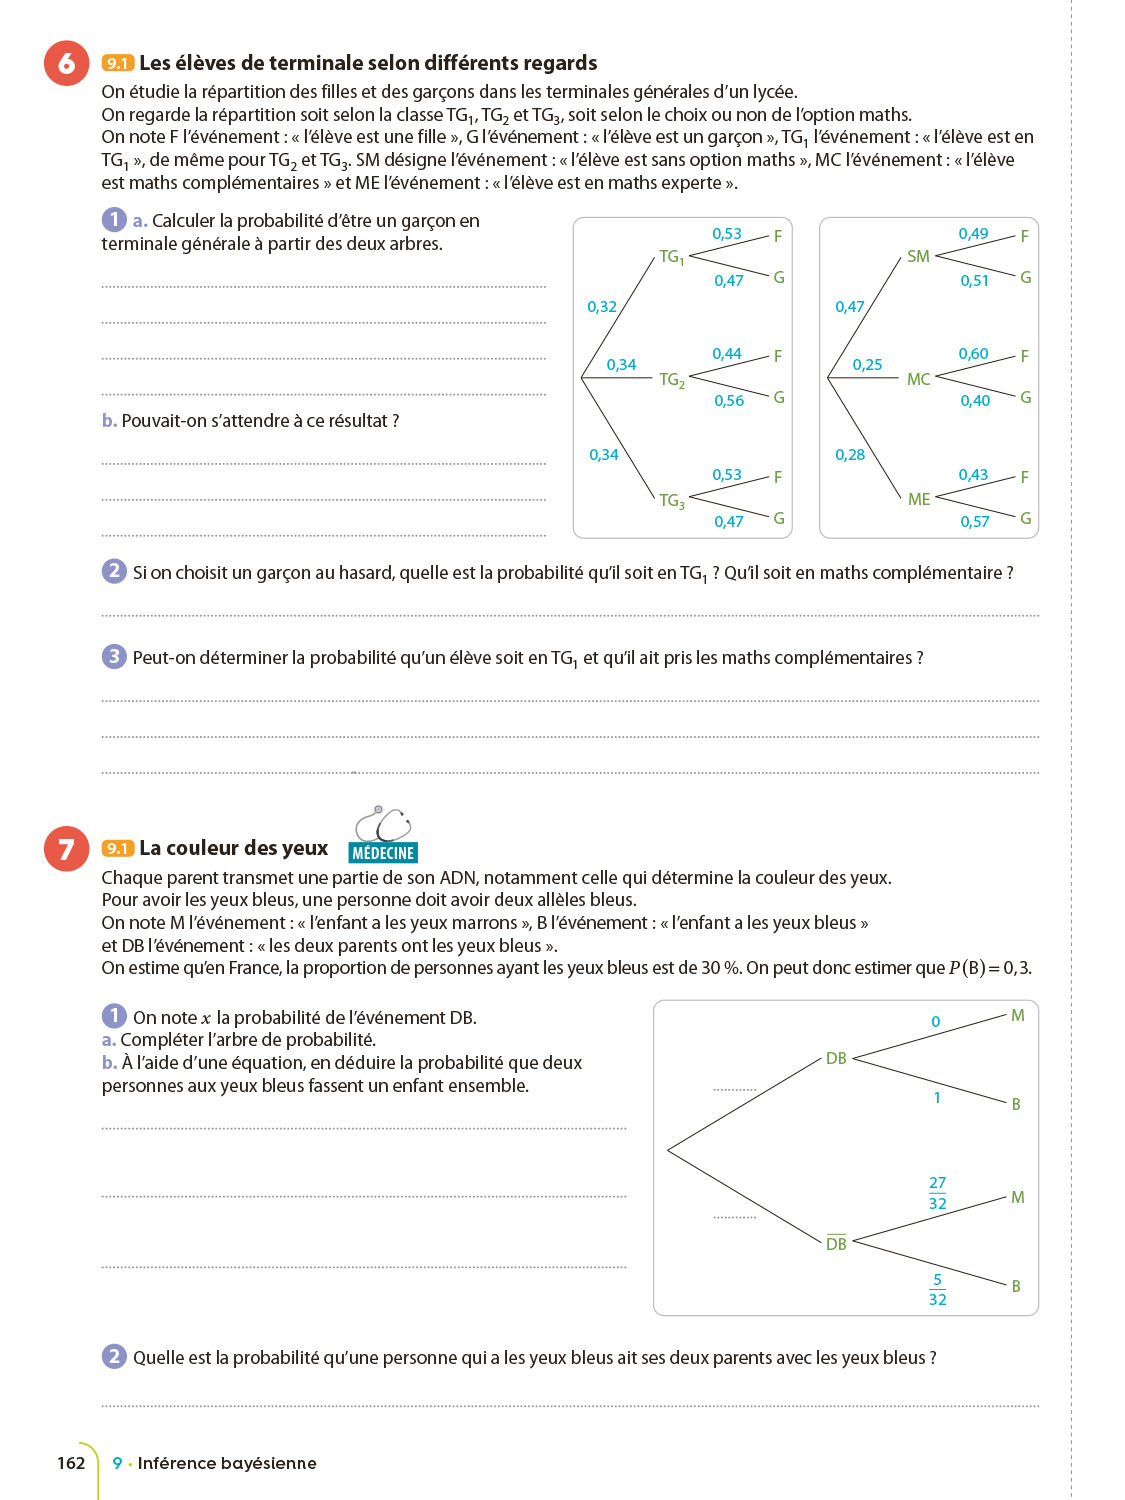 6 9.1 Les élèves de terminale selon différents regards
On étudie la répartition des filles et des garçons dans les terminales générales d’un lycée.
On regarde la répartition soit selon la classe TG1, TG2 et TG3, soit selon le choix ou non de l’option maths.
On note F l’événement : « l’élève est une fille », G l’événement : « l’élève est un garçon », TG1 l’événement : « l’élève est en
TG1 », de même pour TG2 et TG3. SM désigne l’événement : « l’élève est sans option maths », MC l’événement : « l’élève
est maths complémentaires » et ME l’événement : « l’élève est en maths experte ».
1 a. Calculer la probabilité d’être un garçon en
terminale générale à partir des deux arbres.
b. Pouvait-on s’attendre à ce résultat ?
0,53 F
TG1
0,47 G
0,32
0,44 F
0,34
TG2
0,56 G
0,34
0,53 F
TG3
0,47 G
0,49 F
SM
0,51 G
0,47
0,60 F
0,25
MC
0,40 G
0,28
0,43 F
ME
0,57 G
2 Si on choisit un garçon au hasard, quelle est la probabilité qu’il soit en TG1 ? Qu’il soit en maths complémentaire ?
3 Peut-on déterminer la probabilité qu’un élève soit en TG1 et qu’il ait pris les maths complémentaires ?
7 9.1 La couleur des yeux MÉDECINE
Chaque parent transmet une partie de son ADN, notamment celle qui détermine la couleur des yeux.
Pour avoir les yeux bleus, une personne doit avoir deux allèles bleus.
On note M l’événement : « l’enfant a les yeux marrons », B l’événement : « l’enfant a les yeux bleus »
et DB l’événement : « les deux parents ont les yeux bleus ».
On estime qu’en France, la proportion de personnes ayant les yeux bleus est de 30 %. On peut donc estimer que P(B) = 0,3.
1 On note x la probabilité de l’événement DB.
a. Compléter l’arbre de probabilité.
b. À l’aide d’une équation, en déduire la probabilité que deux
personnes aux yeux bleus fassent un enfant ensemble.
0 M
DB
1 B
27/32 M
D̅B̅
5/32 B
2 Quelle est la probabilité qu’une personne qui a les yeux bleus ait ses deux parents avec les yeux bleus ?
162 9 • Inférence bayésienne